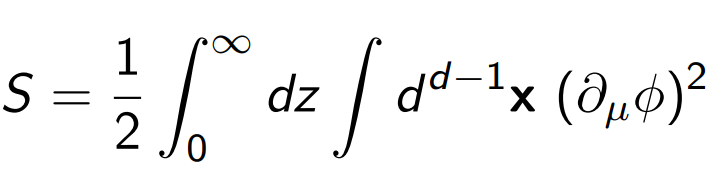 S = \frac{1}{2} \int_0^\infty dz \int d^{d-1}\mathbf{x} \ (\partial_\mu \phi)^2